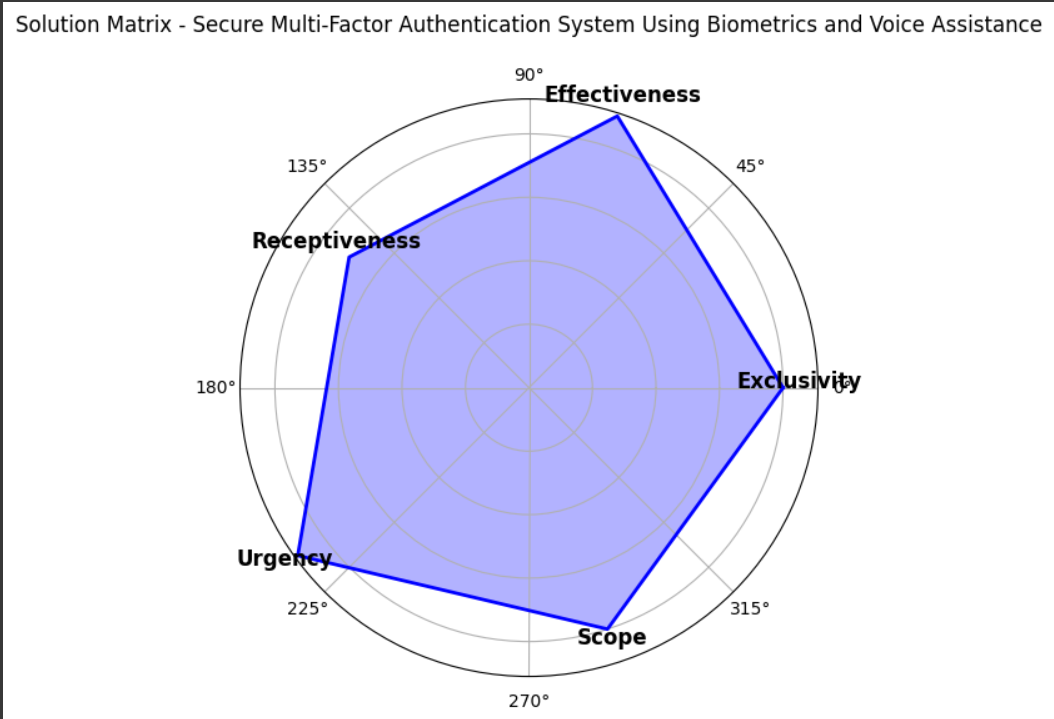 Solution Matrix - Secure Multi-Factor Authentication System Using Biometrics and Voice Assistance
90°
Effectiveness
135°
45°
Receptiveness
180°
Exclusivity
0°
Urgency
225°
315°
Scope
270°